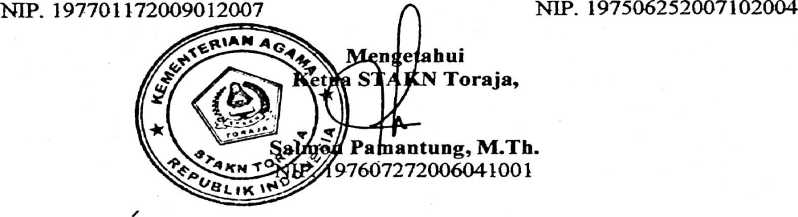 NIP. 197701172009012007 NIP. 197506252007102004
Mengetahui
Ketua STAKN Toraja,
Salmon Pamantung, M.Th.
NIP. 197607272006041001
KEMENTERIAN AGAMA
TORAJA
STAKN TORAJA
REPUBLIK INDONESIA